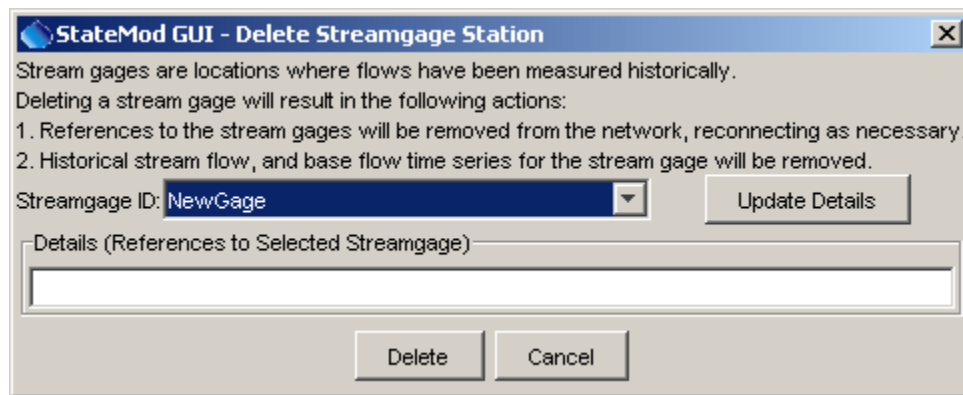 StateMod GUI - Delete Streamgage Station
Stream gages are locations where flows have been measured historically.
Deleting a stream gage will result in the following actions:
1. References to the stream gages will be removed from the network, reconnecting as necessary.
2. Historical stream flow, and base flow time series for the stream gage will be removed.
Streamgage ID: NewGage Update Details
Details (References to Selected Streamgage)
Delete Cancel